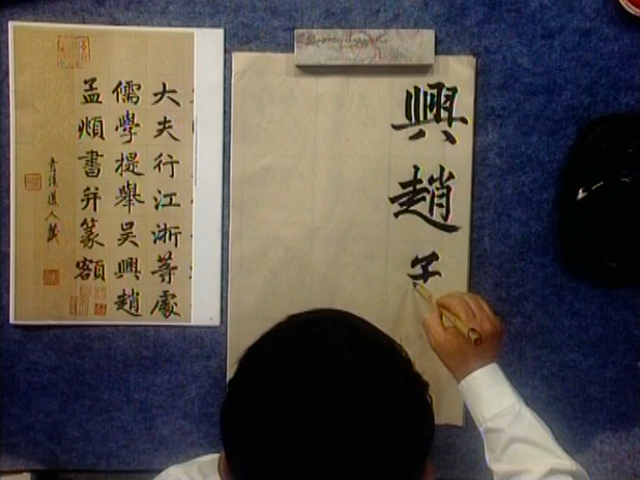 興趙子
大夫行江浙等處
儒學提舉吳興趙
孟頫書并篆額